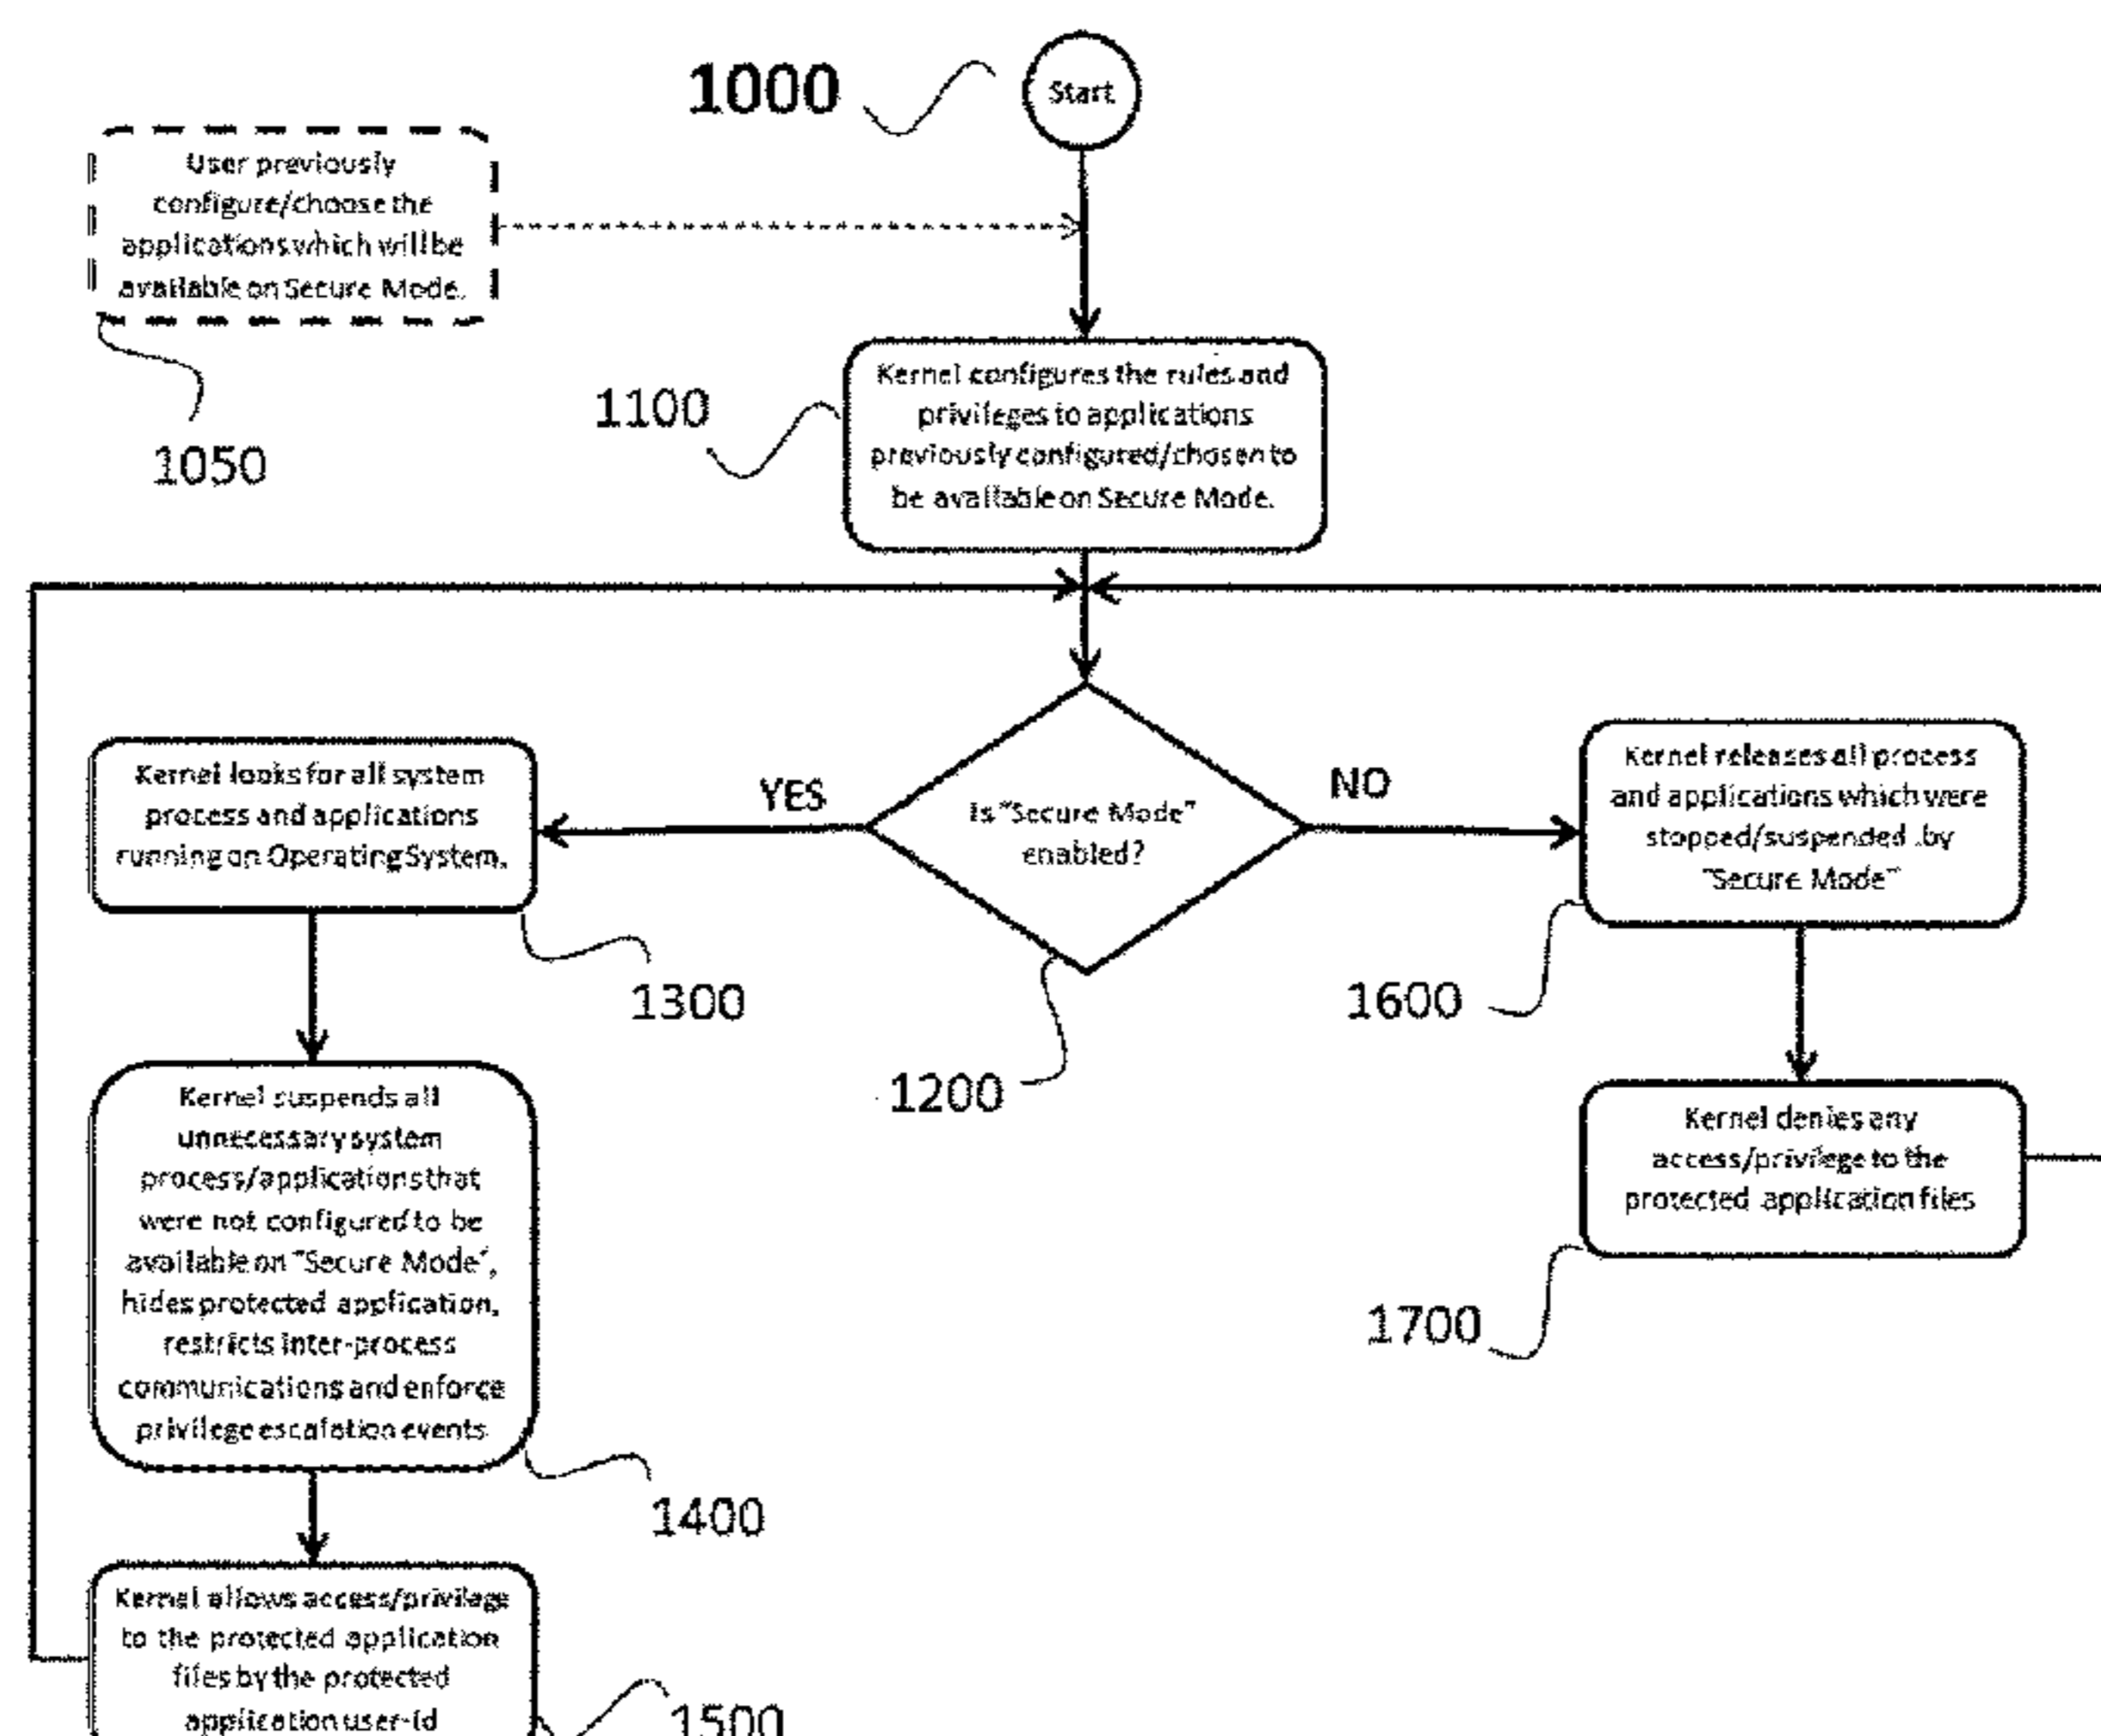 1000
Start
User previously
configure/choose the
applications which will be
available on Secure Mode.
1050
1100
Kernel configures the rules and
privileges to applications
previously configured/chosen to
be available on Secure Mode.
Kernel looks for all system
process and applications
running on Operating System.
1300
YES
Is "Secure Mode"
enabled?
1200
NO
Kernel releases all process
and applications which were
stopped/suspended .by
"Secure Mode"
1600
Kernel suspends all
unnecessary system
process/applications that
were not configured to be
available on "Secure Mode",
hides protected application,
restricts inter-process
communications and enforce
privilege escalation events
1400
Kernel denies any
access/privilege to the
protected application files
1700
Kernel allows access/privilege
to the protected application
files by the protected
application user-id
1500